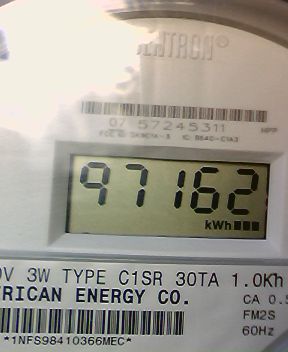 07 57245311
97162
kWh
0V 3W TYPE C1SR 30TA 1.0Kh
ERICAN ENERGY CO.
CA 0.5
FM2S
60Hz
*1NFS98410366MEC*